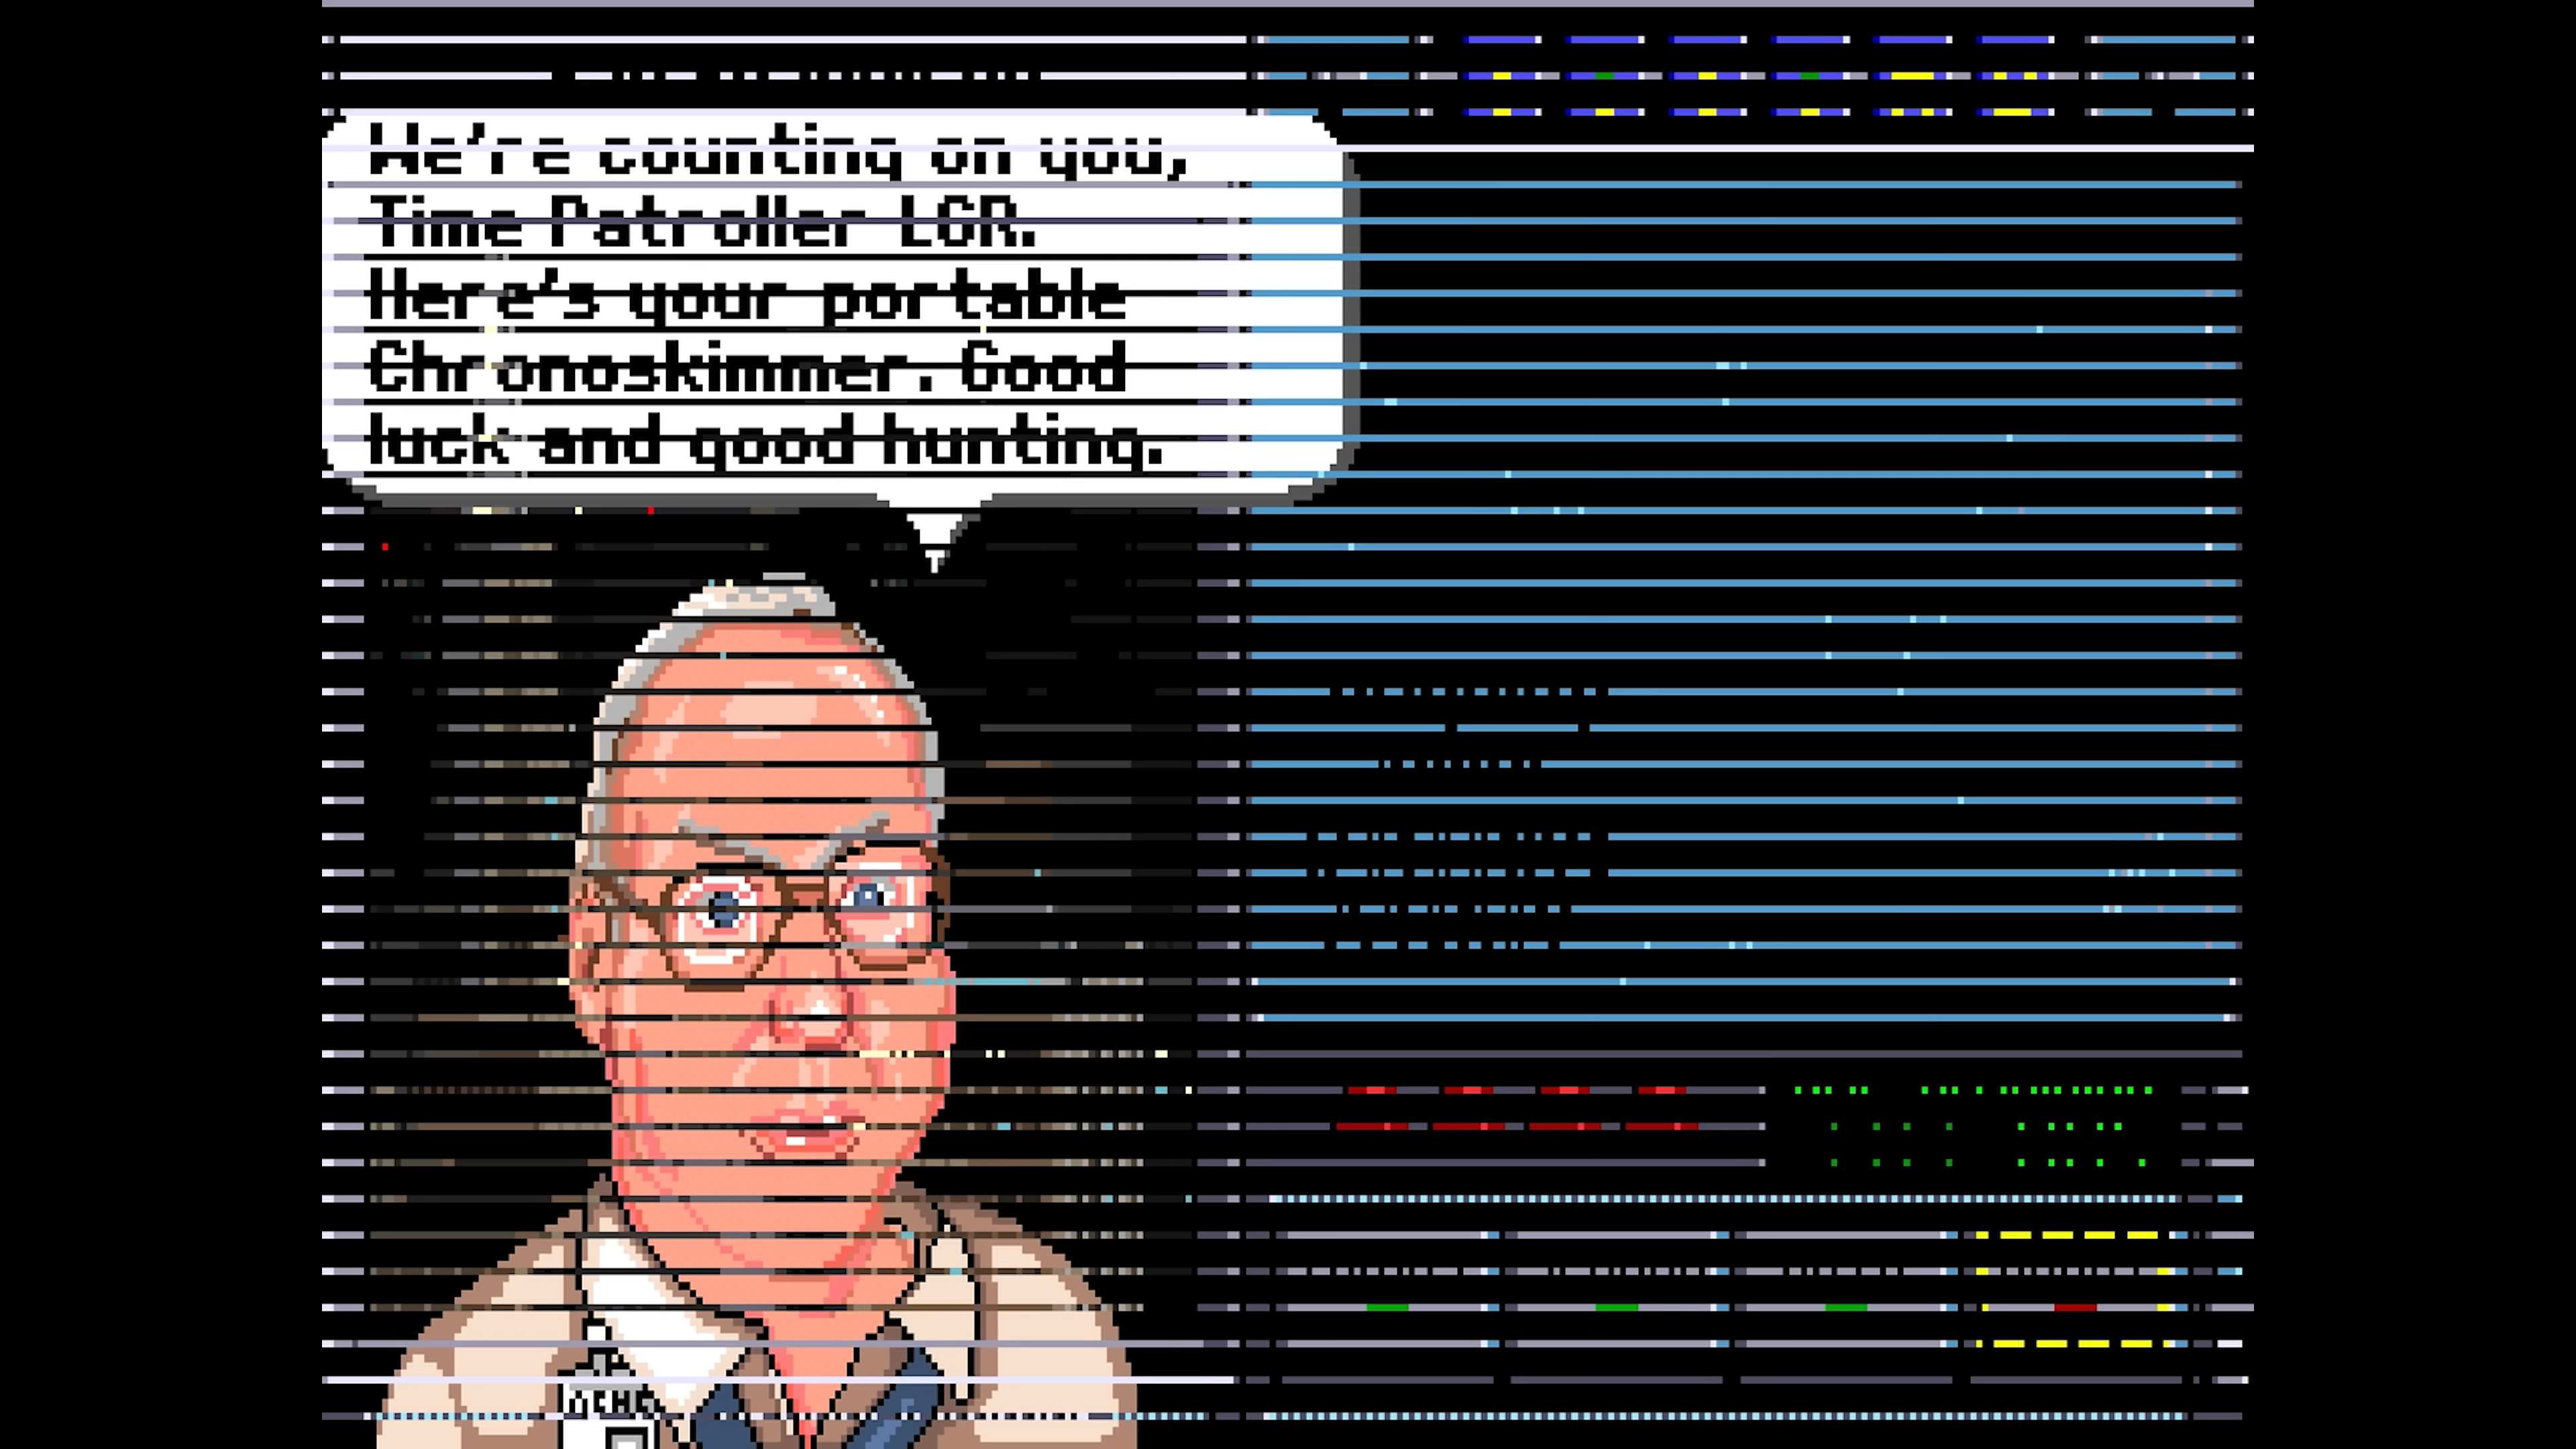 We're counting on you,
Time Patroller LGR.
Here's your portable
Chronoskimmer. Good
luck and good hunting.